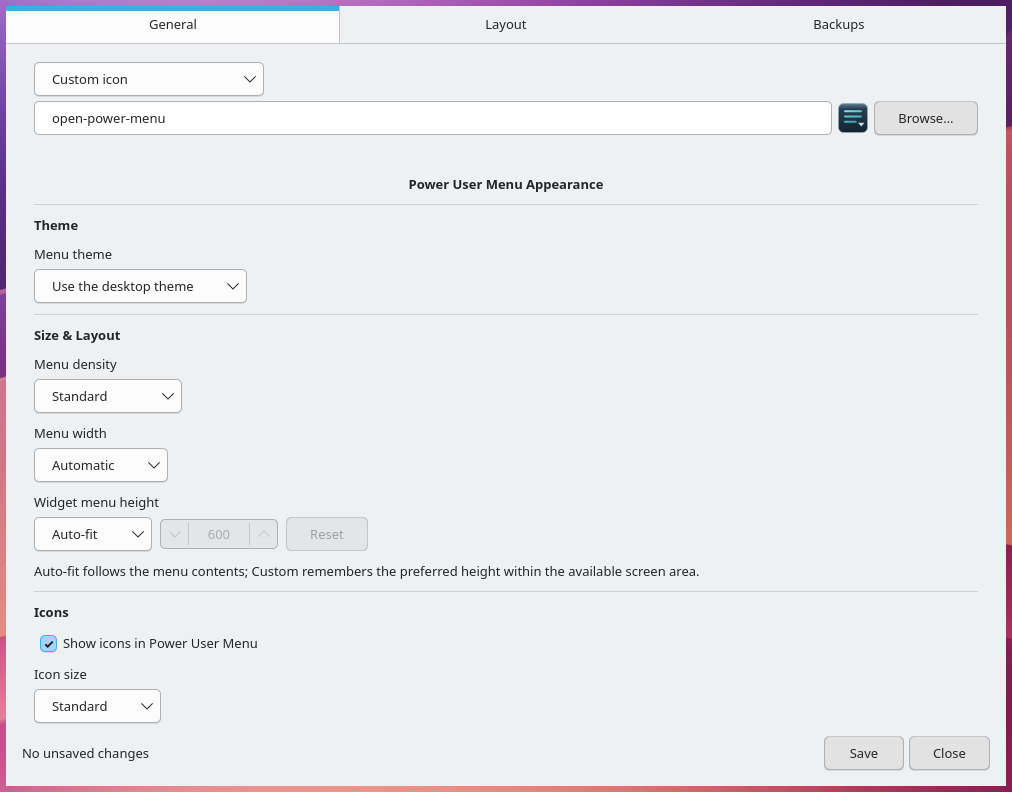 General
Layout
Backups
Custom icon
open-power-menu
Browse...
Power User Menu Appearance
Theme
Menu theme
Use the desktop theme
Size & Layout
Menu density
Standard
Menu width
Automatic
Widget menu height
Auto-fit
600
Reset
Auto-fit follows the menu contents; Custom remembers the preferred height within the available screen area.
Icons
Show icons in Power User Menu
Icon size
Standard
No unsaved changes
Save
Close